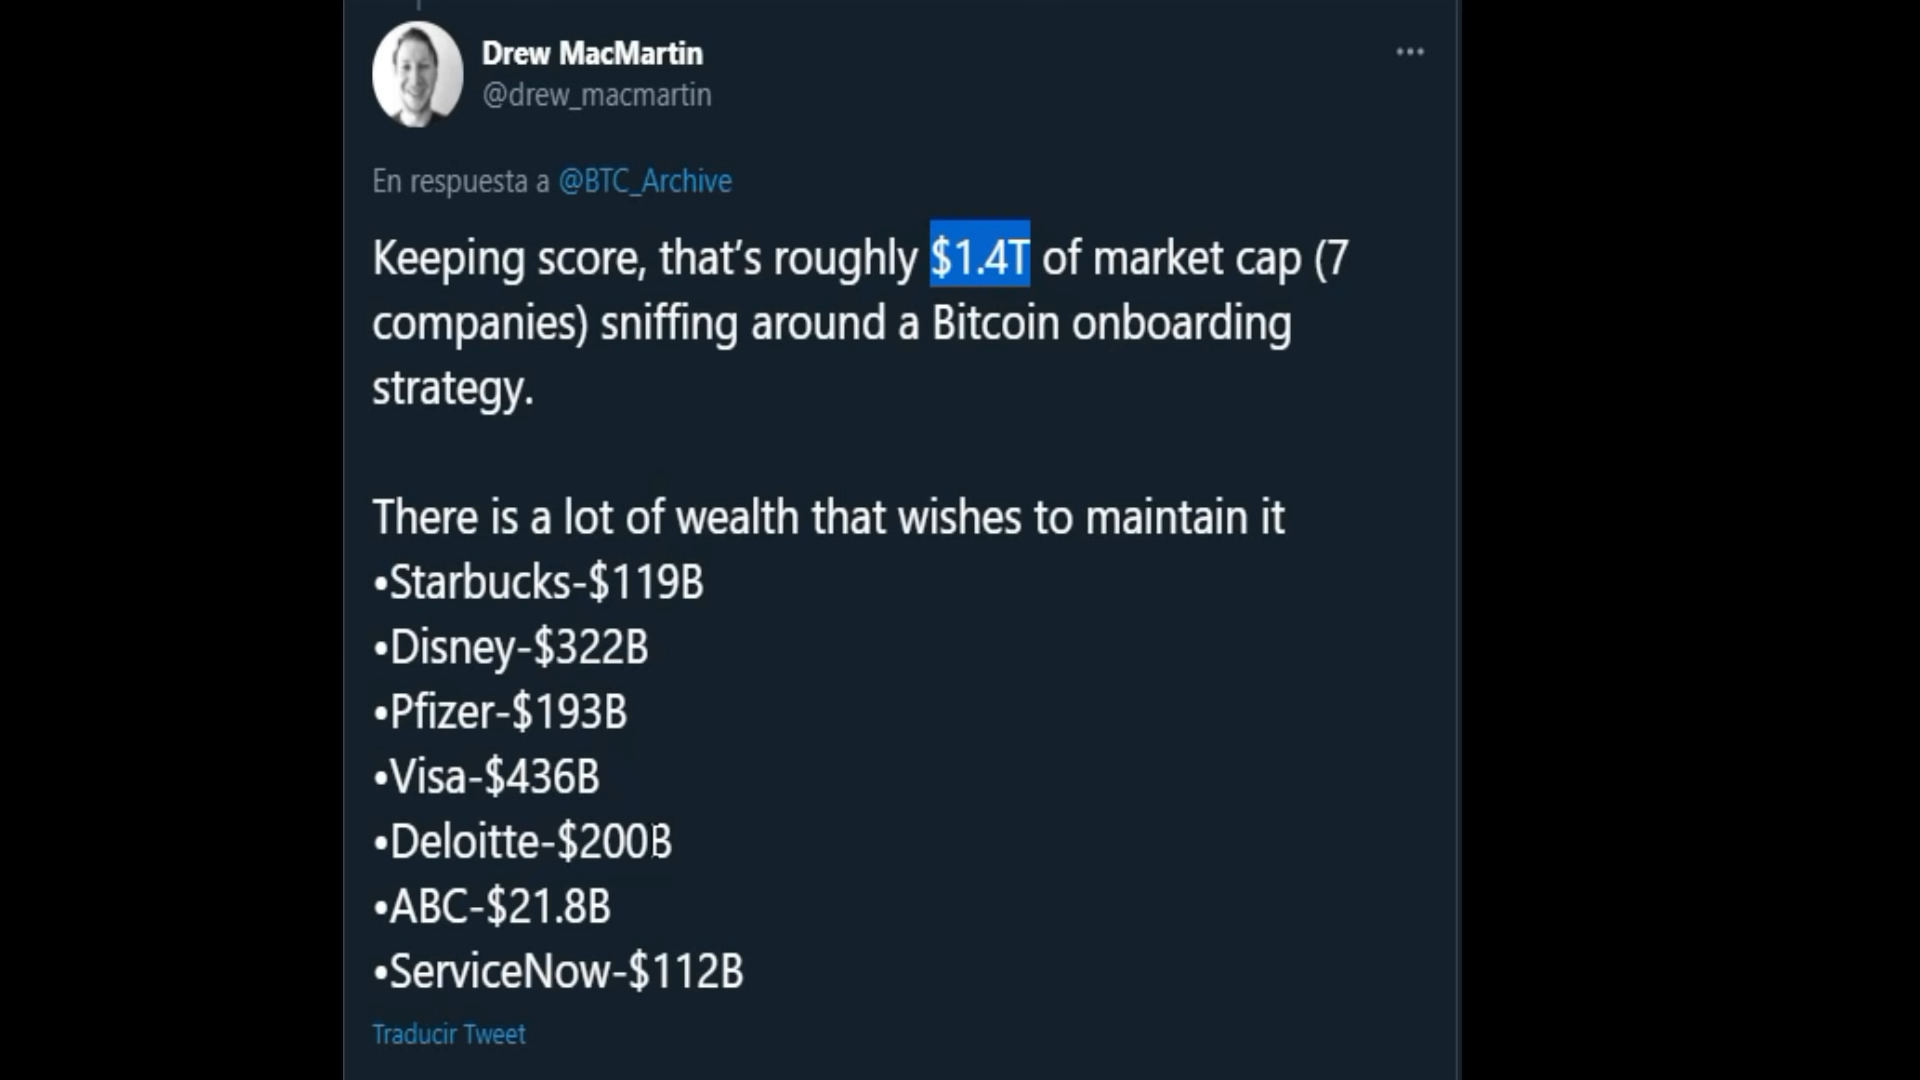 Drew MacMartin
@drew_macmartin
En respuesta a @BTC_Archive
Keeping score, that’s roughly $1.4T of market cap (7
companies) sniffing around a Bitcoin onboarding
strategy.
There is a lot of wealth that wishes to maintain it
•Starbucks-$119B
•Disney-$322B
•Pfizer-$193B
•Visa-$436B
•Deloitte-$200B
•ABC-$21.8B
•ServiceNow-$112B
Traducir Tweet